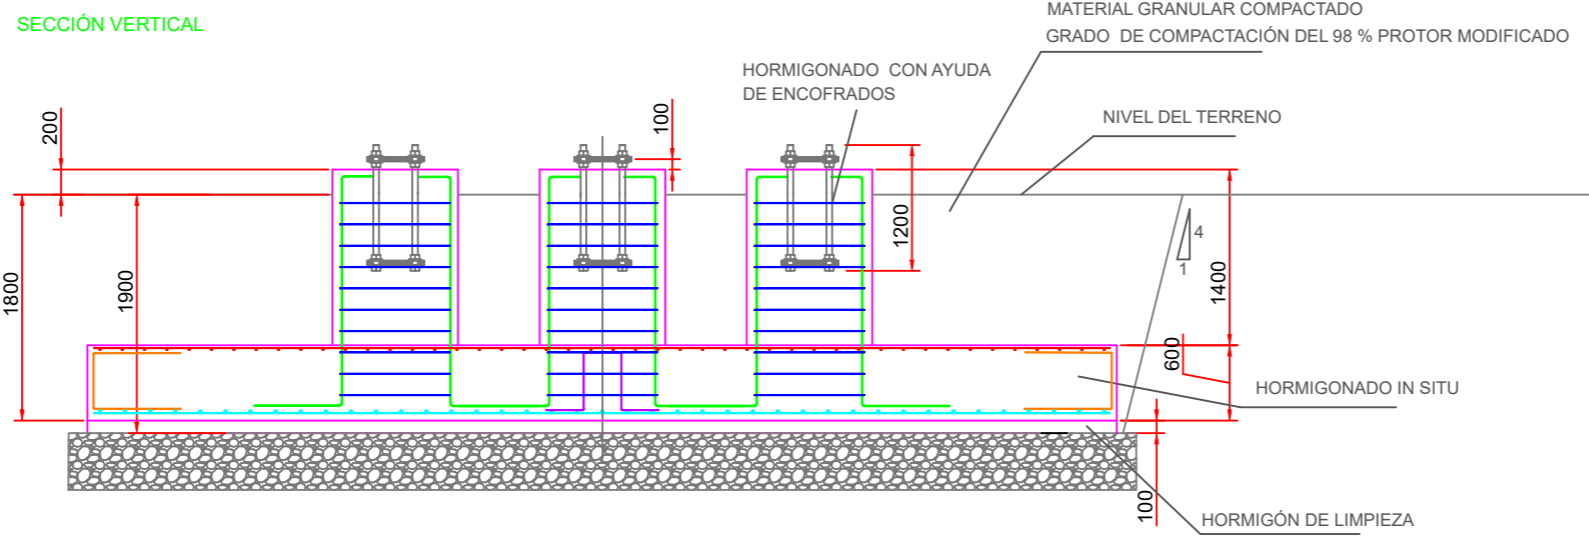 MATERIAL GRANULAR COMPACTADO
SECCIÓN VERTICAL
GRADO DE COMPACTACIÓN DEL 98 % PROTOR MODIFICADO
HORMIGONADO CON AYUDA
DE ENCOFRADOS
200
100
NIVEL DEL TERRENO
1200
4
1
1800
1900
1400
600
HORMIGONADO IN SITU
100
HORMIGÓN DE LIMPIEZA